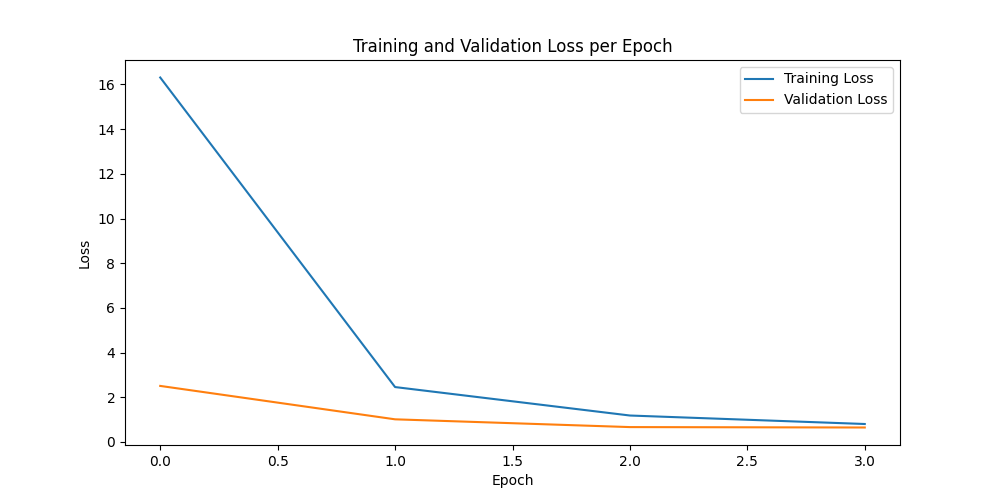 Training and Validation Loss per Epoch
Training Loss
Validation Loss
16
14
12
10
8
6
4
2
0
Loss
0.0 0.5 1.0 1.5 2.0 2.5 3.0
Epoch